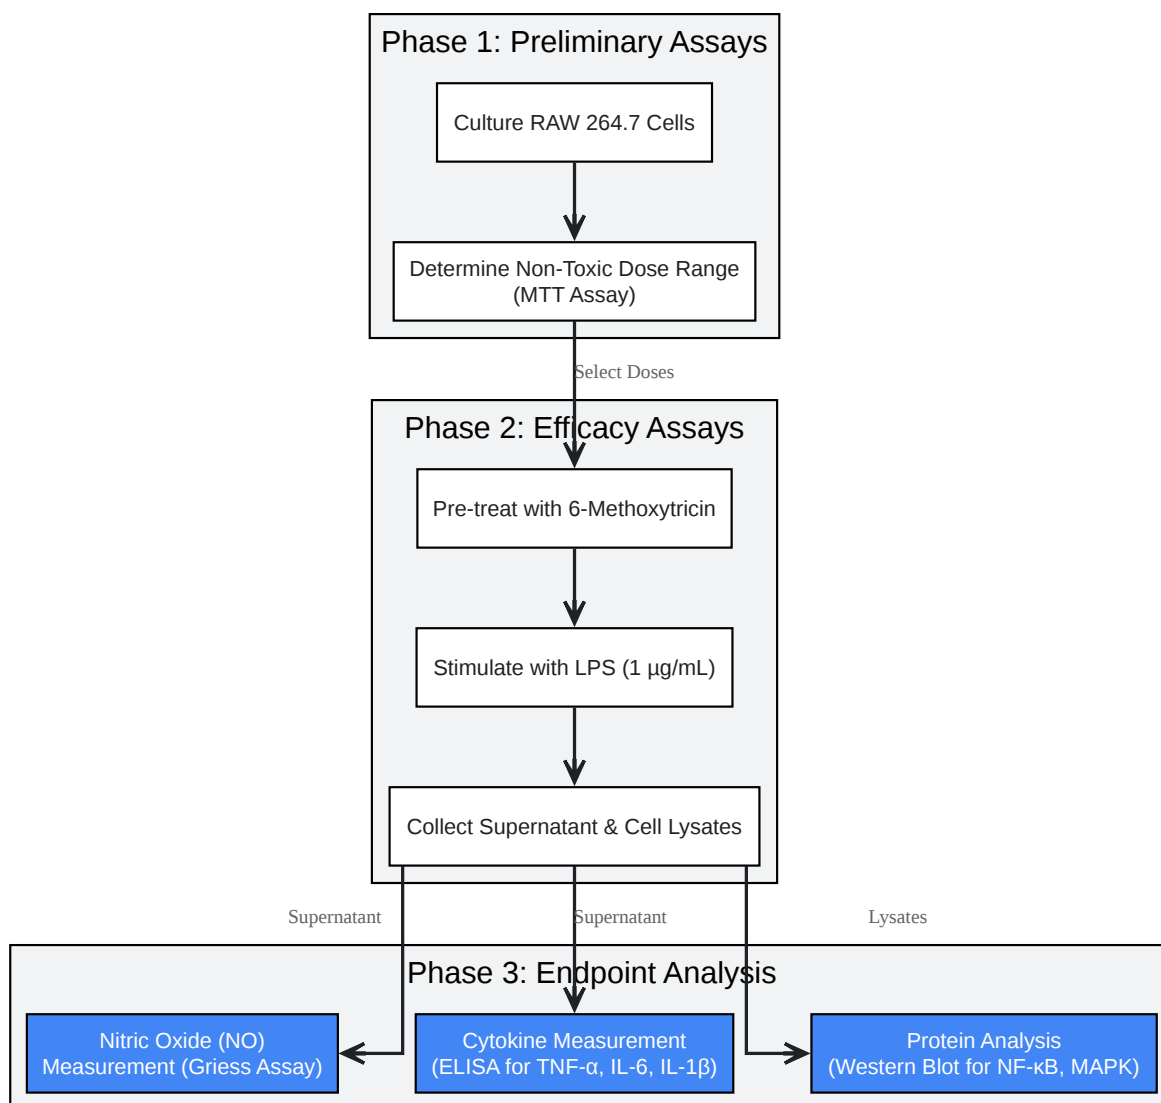 Phase 1: Preliminary Assays
Culture RAW 264.7 Cells
Determine Non-Toxic Dose Range
(MTT Assay)
Select Doses
Phase 2: Efficacy Assays
Pre-treat with 6-Methoxytricin
Stimulate with LPS (1 µg/mL)
Collect Supernatant & Cell Lysates
Supernatant
Supernatant
Lysates
Phase 3: Endpoint Analysis
Nitric Oxide (NO)
Measurement (Griess Assay)
Cytokine Measurement
(ELISA for TNF-α, IL-6, IL-1β)
Protein Analysis
(Western Blot for NF-κB, MAPK)